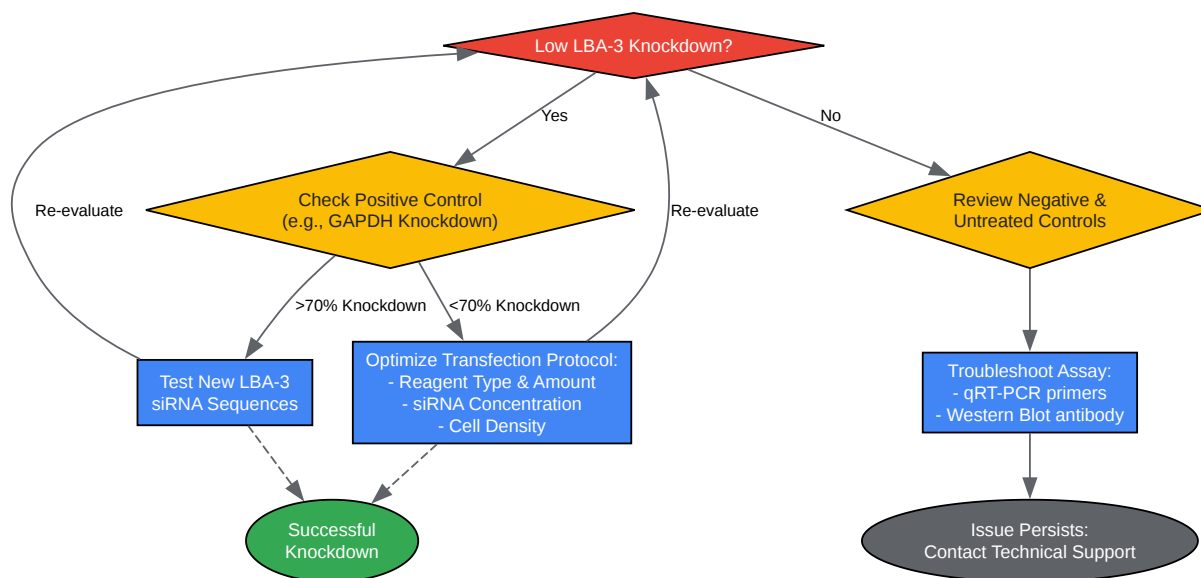 Low LBA-3 Knockdown?
Yes
No
Check Positive Control
(e.g., GAPDH Knockdown)
Review Negative &
Untreated Controls
Re-evaluate
Re-evaluate
>70% Knockdown
<70% Knockdown
Test New LBA-3
siRNA Sequences
Optimize Transfection Protocol:
- Reagent Type & Amount
- siRNA Concentration
- Cell Density
Troubleshoot Assay:
- qRT-PCR primers
- Western Blot antibody
Successful
Knockdown
Issue Persists:
Contact Technical Support